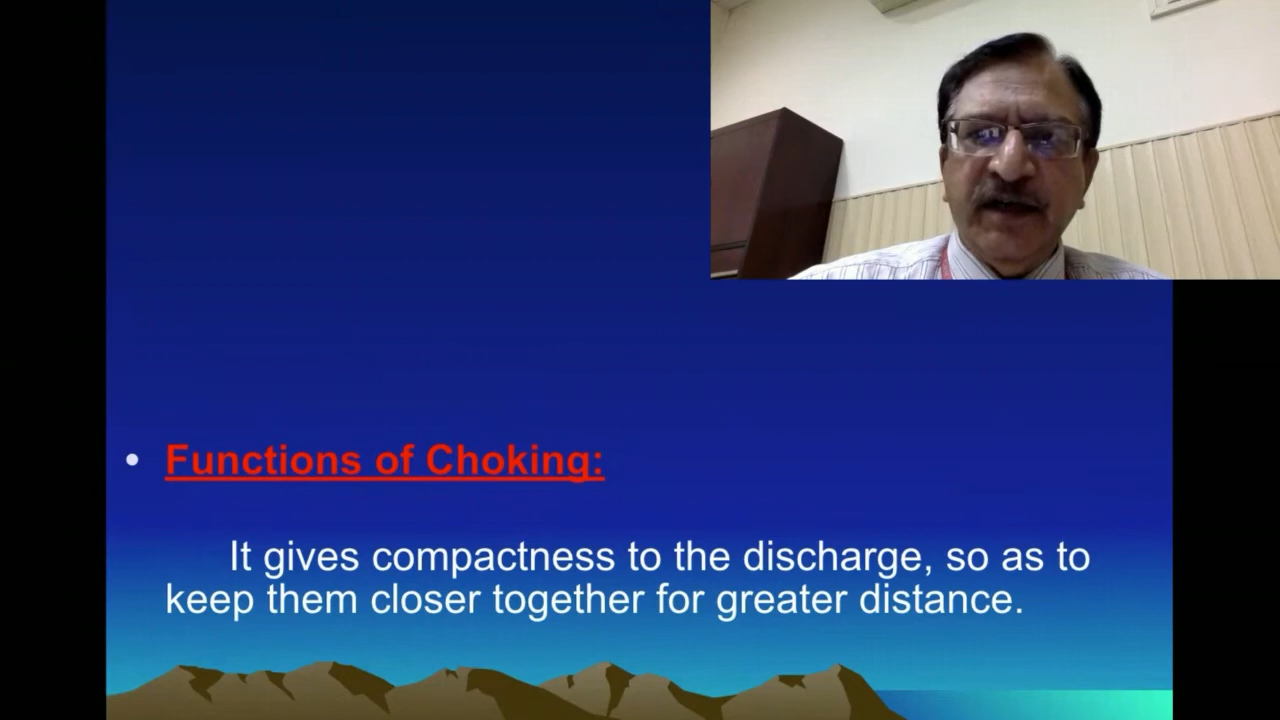 • Functions of Choking:
It gives compactness to the discharge, so as to
keep them closer together for greater distance.